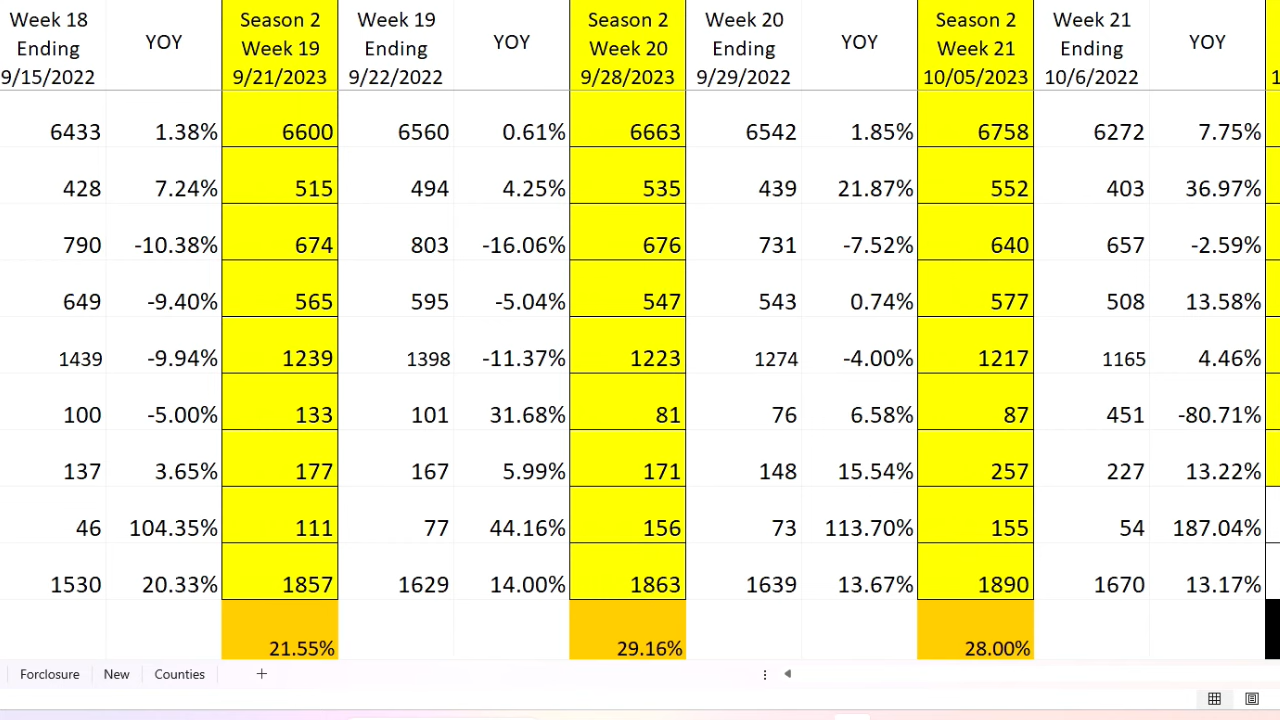 Week 18 Ending 9/15/2022 YOY Season 2 Week 19 9/21/2023 Week 19 Ending 9/22/2022 YOY Season 2 Week 20 9/28/2023 Week 20 Ending 9/29/2022 YOY Season 2 Week 21 10/05/2023 Week 21 Ending 10/6/2022 YOY 1
6433 1.38% 6600 6560 0.61% 6663 6542 1.85% 6758 6272 7.75%
428 7.24% 515 494 4.25% 535 439 21.87% 552 403 36.97%
790 -10.38% 674 803 -16.06% 676 731 -7.52% 640 657 -2.59%
649 -9.40% 565 595 -5.04% 547 543 0.74% 577 508 13.58%
1439 -9.94% 1239 1398 -11.37% 1223 1274 -4.00% 1217 1165 4.46%
100 -5.00% 133 101 31.68% 81 76 6.58% 87 451 -80.71%
137 3.65% 177 167 5.99% 171 148 15.54% 257 227 13.22%
46 104.35% 111 77 44.16% 156 73 113.70% 155 54 187.04%
1530 20.33% 1857 1629 14.00% 1863 1639 13.67% 1890 1670 13.17%
21.55% 29.16% 28.00%
Forclosure New Counties +